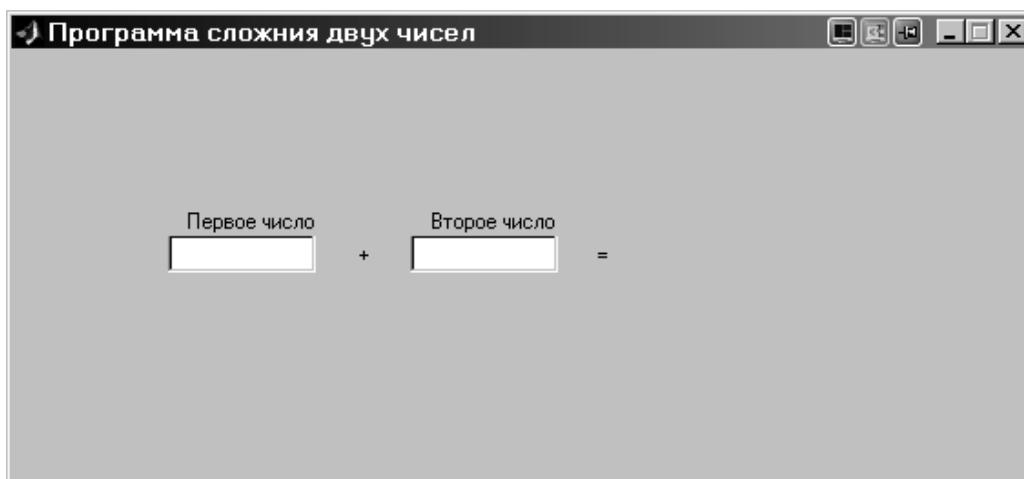 Программа сложния двух чисел
Первое число Второе число
+ =